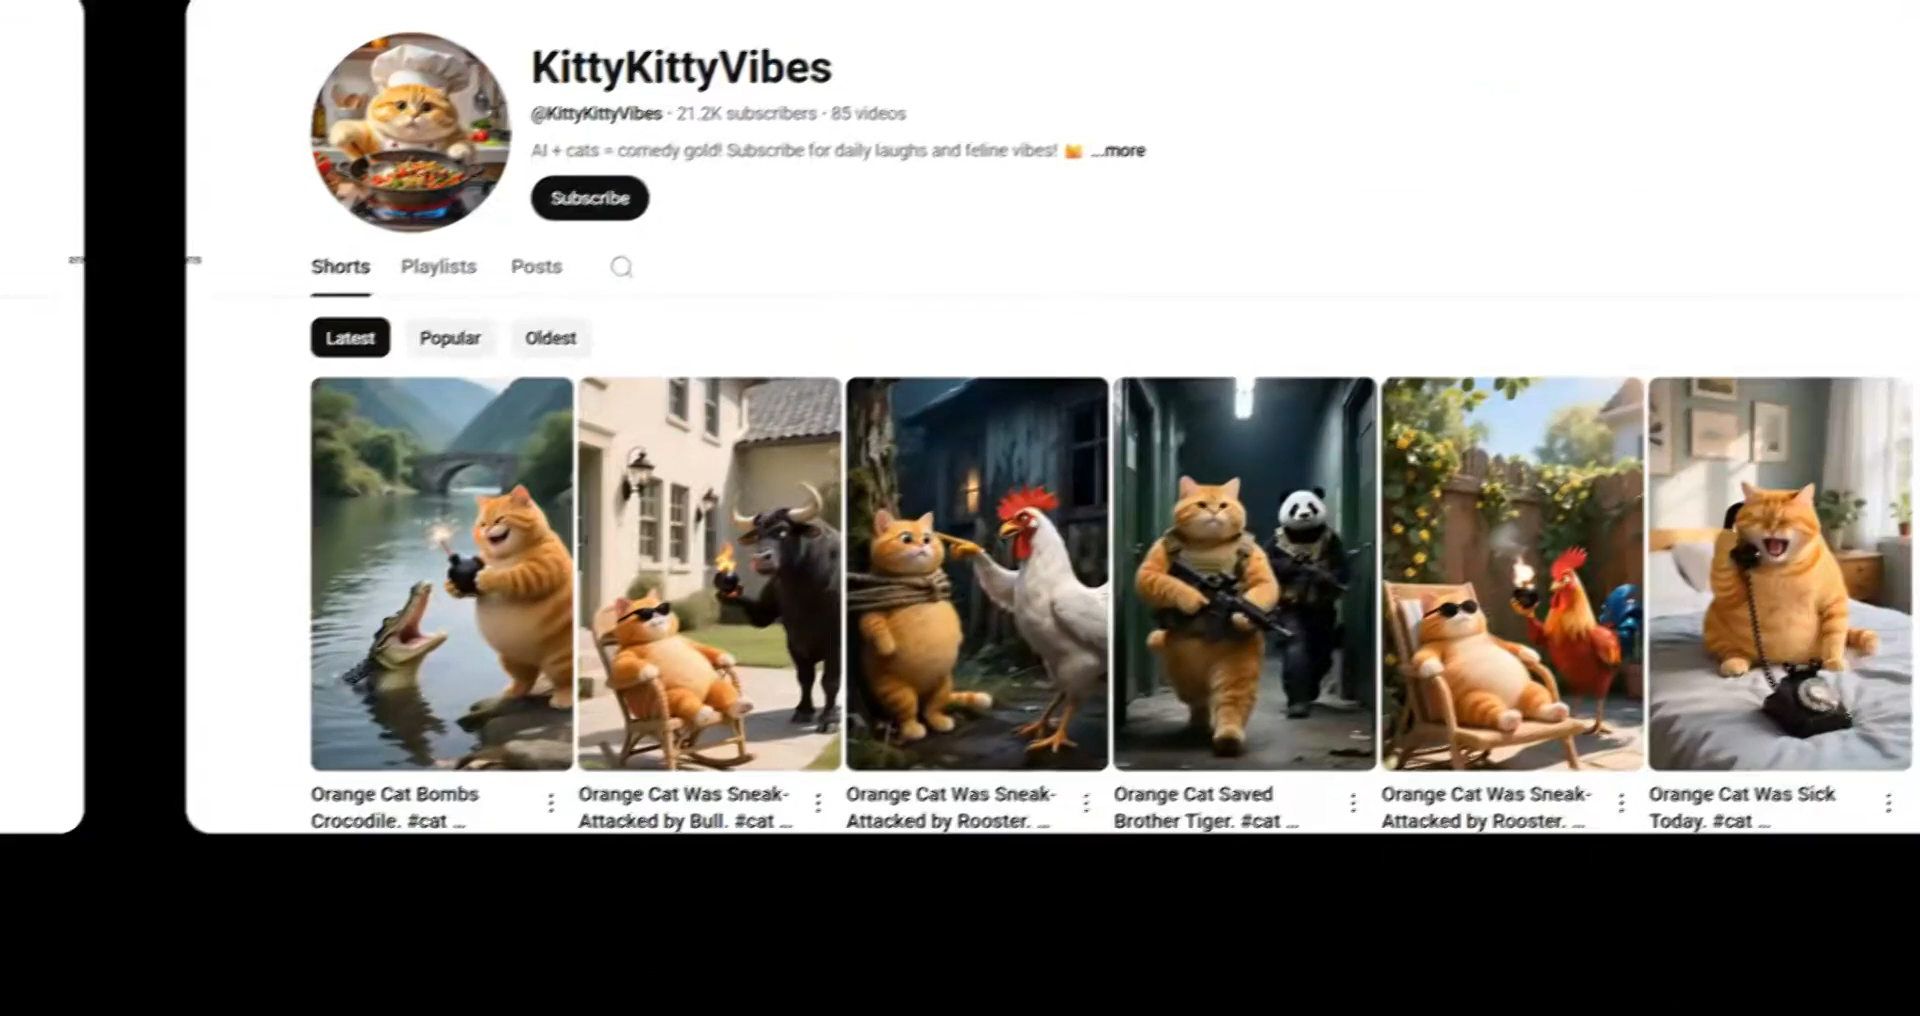 KittyKittyVibes
@KittyKittyVibes · 21.2K subscribers · 85 videos
AI + cats = comedy gold! Subscribe for daily laughs and feline vibes! ...more
Subscribe
Shorts Playlists Posts
Latest Popular Oldest
Orange Cat Bombs
Crocodile. #cat ...
Orange Cat Was Sneak-
Attacked by Bull. #cat ...
Orange Cat Was Sneak-
Attacked by Rooster. ...
Orange Cat Saved
Brother Tiger. #cat ...
Orange Cat Was Sneak-
Attacked by Rooster. ...
Orange Cat Was Sick
Today. #cat ...